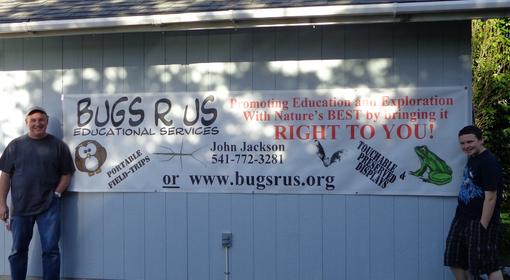 BUGS R US
EDUCATIONAL SERVICES
Promoting Education and Exploration
With Nature's BEST by bringing it
RIGHT TO YOU!
PORTABLE
FIELD-TRIPS
John Jackson
541-772-3281
or www.bugsrus.org
TOUCHABLE
PRESERVED &
DISPLAYS